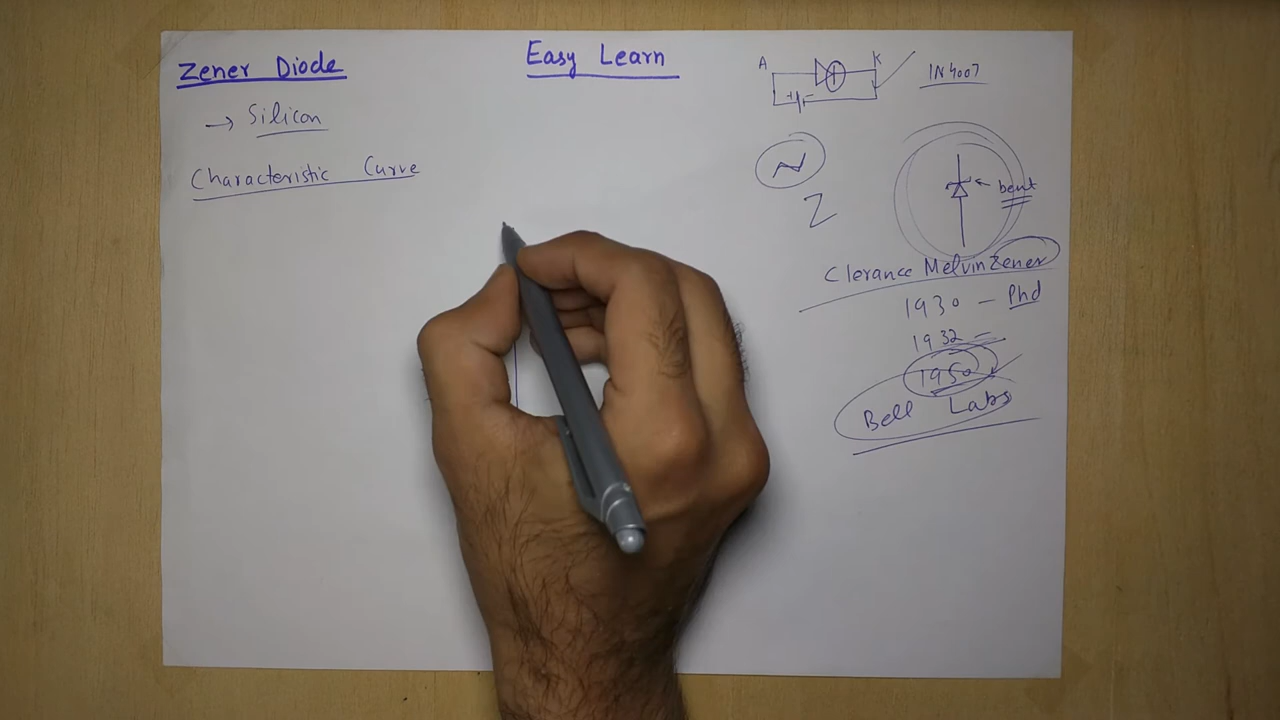 Zener Diode
Easy Learn
→ Silicon
Characteristic Curve
A
K
+ -
1N4007
Z
bent
Clerance Melvin Zener
1930 - Phd
1932
1950
Bell Labs